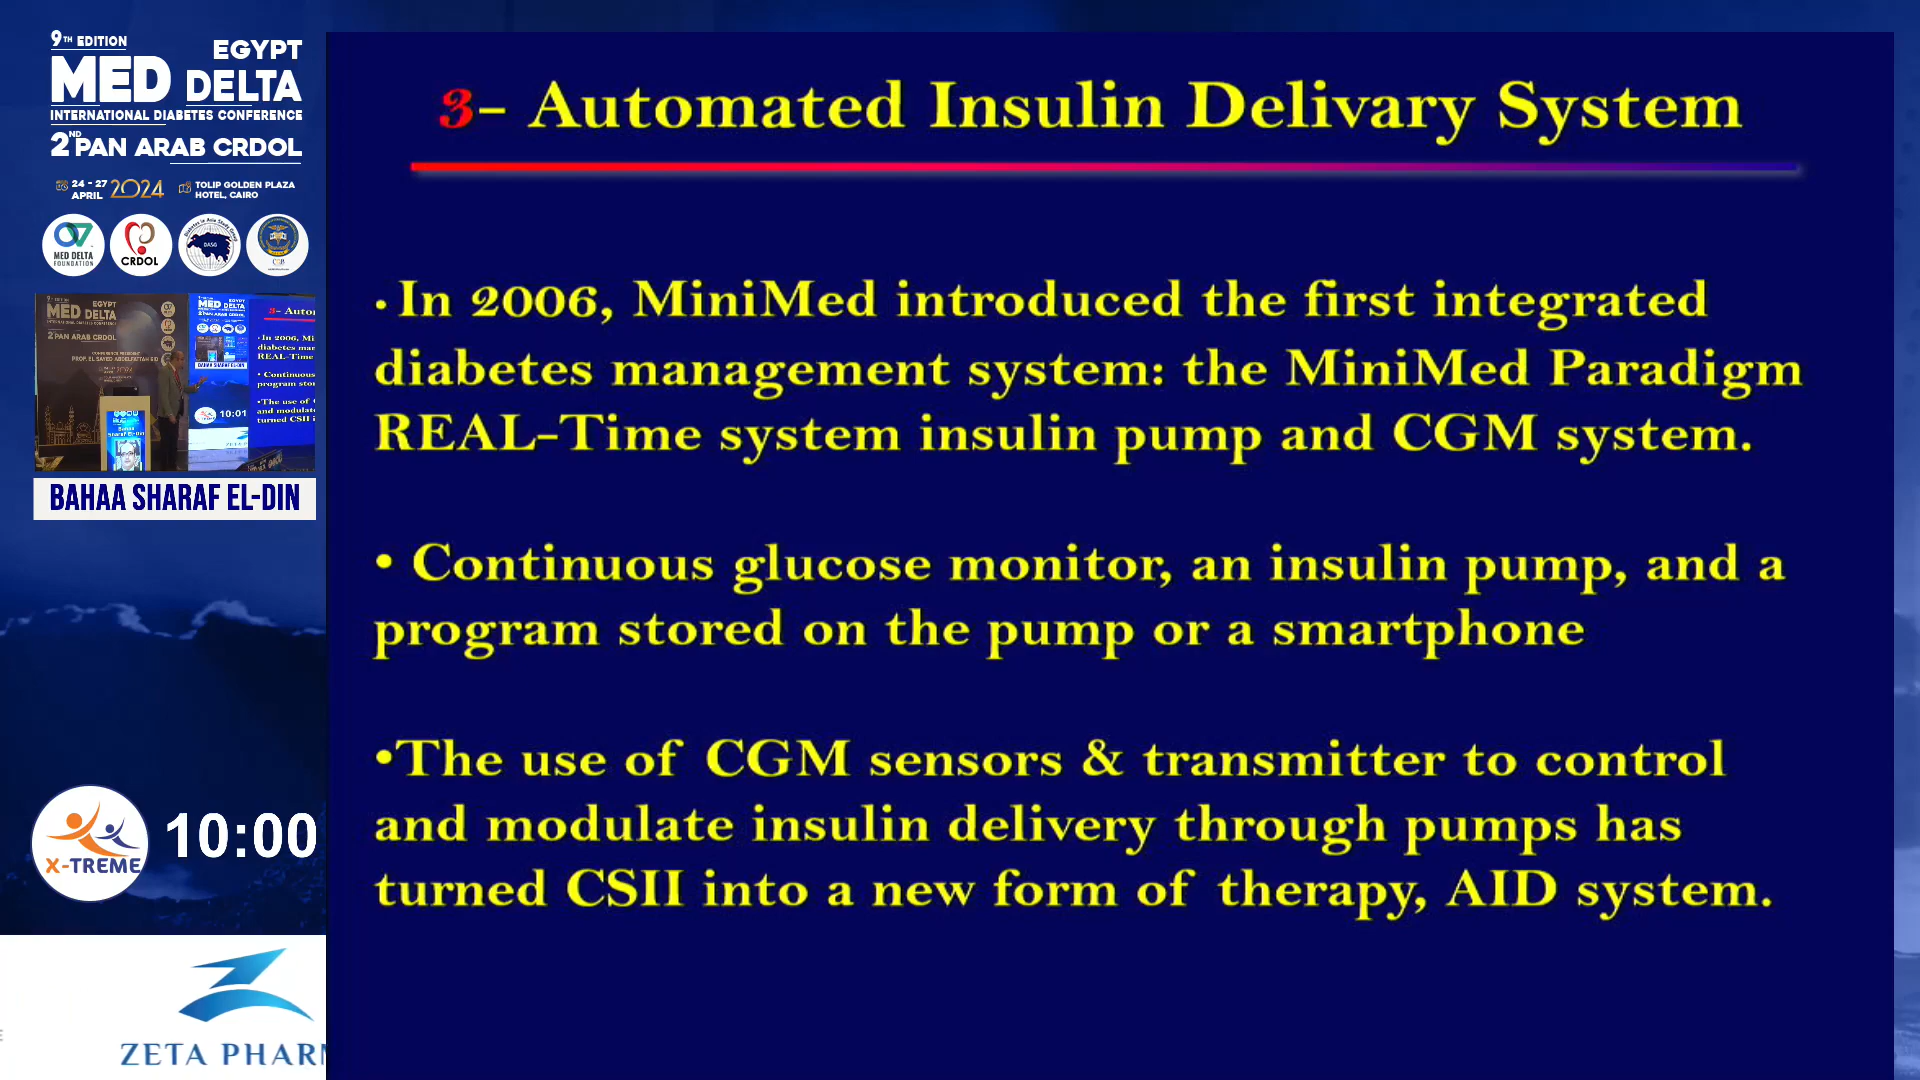 9TH EDITION
EGYPT
MED DELTA
INTERNATIONAL DIABETES CONFERENCE
2ND PAN ARAB CRDOL
24 - 27 APRIL 2024
TOLIP GOLDEN PLAZA HOTEL, CAIRO
MED DELTA
FOUNDATION
CRDOL
DASG
BAHAA SHARAF EL-DIN
X-TREME
10:00
ZETA PHARM
3- Automated Insulin Delivary System
• In 2006, MiniMed introduced the first integrated
diabetes management system: the MiniMed Paradigm
REAL-Time system insulin pump and CGM system.
• Continuous glucose monitor, an insulin pump, and a
program stored on the pump or a smartphone
•The use of CGM sensors & transmitter to control
and modulate insulin delivery through pumps has
turned CSII into a new form of therapy, AID system.